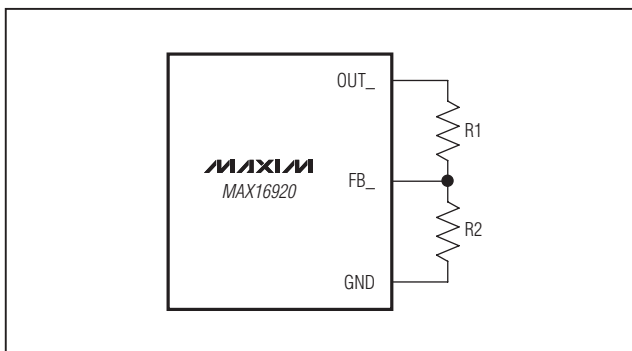 OUT_
R1
MAXIM
MAX16920
FB_
R2
GND